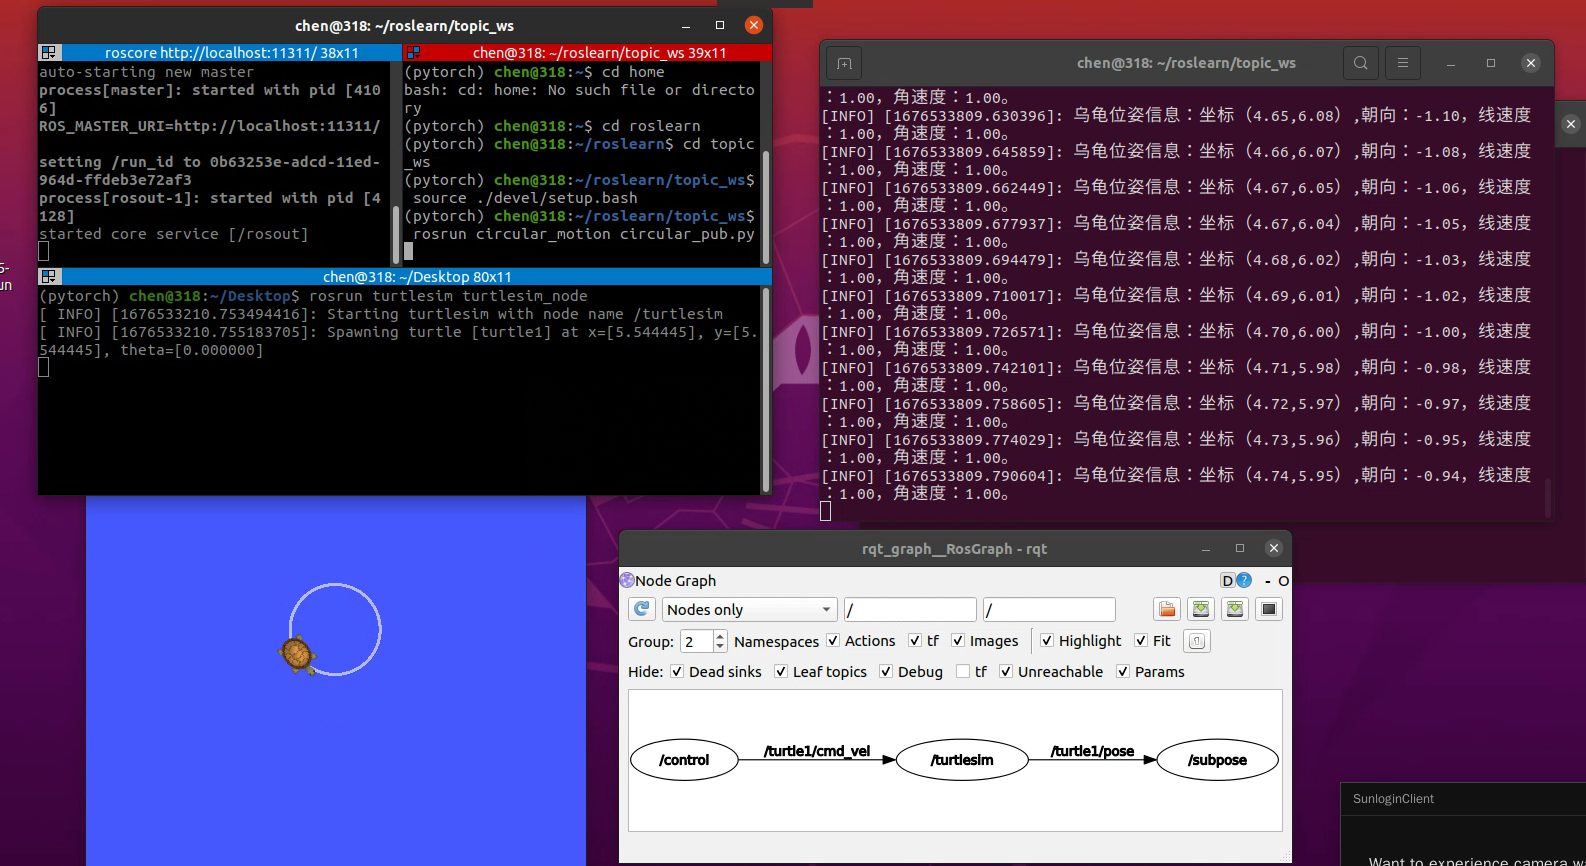 chen@318: ~/roslearn/topic_ws
roscore http://localhost:11311/ 38x11
auto-starting new master
process[master]: started with pid [410
6]
ROS_MASTER_URI=http://localhost:11311/
setting /run_id to 0b63253e-adcd-11ed-
964d-ffdeb3e72af3
process[rosout-1]: started with pid [4
128]
started core service [/rosout]
chen@318: ~/roslearn/topic_ws 39x11
(pytorch) chen@318:~$ cd home
bash: cd: home: No such file or directo
ry
(pytorch) chen@318:~$ cd roslearn
(pytorch) chen@318:~/roslearn$ cd topic
_ws
(pytorch) chen@318:~/roslearn/topic_ws$
source ./devel/setup.bash
(pytorch) chen@318:~/roslearn/topic_ws$
rosrun circular_motion circular_pub.py
chen@318: ~/Desktop 80x11
(pytorch) chen@318:~/Desktop$ rosrun turtlesim turtlesim_node
[ INFO] [1676533210.753494416]: Starting turtlesim with node name /turtlesim
[ INFO] [1676533210.755183705]: Spawning turtle [turtle1] at x=[5.544445], y=[5.
544445], theta=[0.000000]
chen@318: ~/roslearn/topic_ws
：1.00，角速度：1.00。
[INFO] [1676533809.630396]: 乌龟位姿信息：坐标（4.65,6.08）,朝向：-1.10，线速度
：1.00，角速度：1.00。
[INFO] [1676533809.645859]: 乌龟位姿信息：坐标（4.66,6.07）,朝向：-1.08，线速度
：1.00，角速度：1.00。
[INFO] [1676533809.662449]: 乌龟位姿信息：坐标（4.67,6.05）,朝向：-1.06，线速度
：1.00，角速度：1.00。
[INFO] [1676533809.677937]: 乌龟位姿信息：坐标（4.67,6.04）,朝向：-1.05，线速度
：1.00，角速度：1.00。
[INFO] [1676533809.694479]: 乌龟位姿信息：坐标（4.68,6.02）,朝向：-1.03，线速度
：1.00，角速度：1.00。
[INFO] [1676533809.710017]: 乌龟位姿信息：坐标（4.69,6.01）,朝向：-1.02，线速度
：1.00，角速度：1.00。
[INFO] [1676533809.726571]: 乌龟位姿信息：坐标（4.70,6.00）,朝向：-1.00，线速度
：1.00，角速度：1.00。
[INFO] [1676533809.742101]: 乌龟位姿信息：坐标（4.71,5.98）,朝向：-0.98，线速度
：1.00，角速度：1.00。
[INFO] [1676533809.758605]: 乌龟位姿信息：坐标（4.72,5.97）,朝向：-0.97，线速度
：1.00，角速度：1.00。
[INFO] [1676533809.774029]: 乌龟位姿信息：坐标（4.73,5.96）,朝向：-0.95，线速度
：1.00，角速度：1.00。
[INFO] [1676533809.790604]: 乌龟位姿信息：坐标（4.74,5.95）,朝向：-0.94，线速度
：1.00，角速度：1.00。
rqt_graph__RosGraph - rqt
Node Graph D ? - O
Nodes only / /
Group: 2 Namespaces Actions tf Images Highlight Fit
Hide: Dead sinks Leaf topics Debug tf Unreachable Params
/control /turtle1/cmd_vel /turtlesim /turtle1/pose /subpose
SunloginClient
Want to experience camera